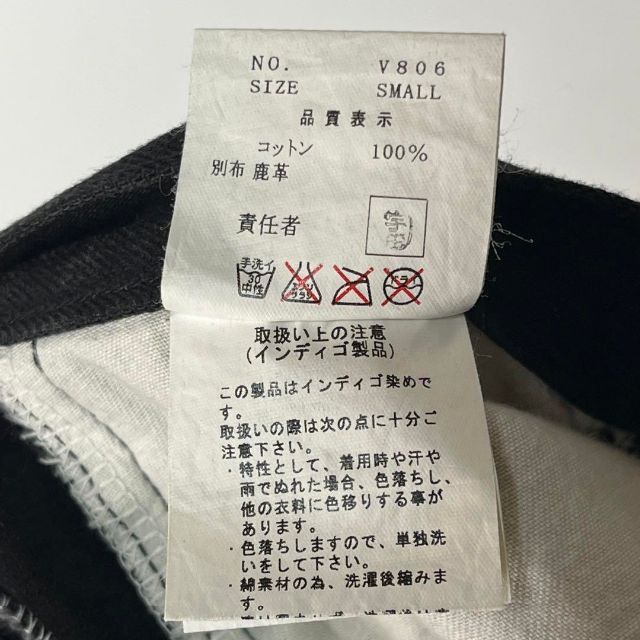 NO. V806
SIZE SMALL
品質表示
コットン 100%
別布 鹿革
責任者
手洗イ
30
中性
ドライ
取扱い上の注意
(インディゴ製品)
この製品はインディゴ染めで
す。
取扱いの際は次の点に十分ご
注意下さい。
・特性として、着用時や汗や
雨でぬれた場合、色落ちし、
他の衣料に色移りする事が
あります。
・色落ちしますので、単独洗
いをして下さい。
・綿素材の為、洗濯後縮みま
す。